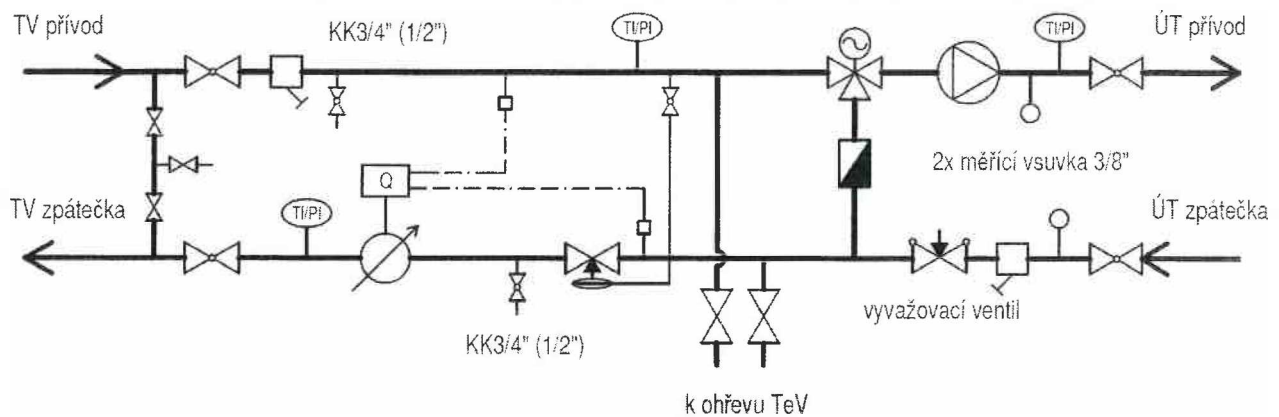 TV přívod
KK3/4" (1/2")
TI/PI
TI/PI
ÚT přívod
2x měřící vsuvka 3/8"
Q
TV zpátečka
TI/PI
ÚT zpátečka
vyvažovací ventil
KK3/4" (1/2")
k ohřevu TeV